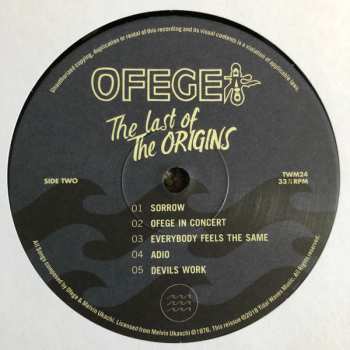 Unauthorized copying, duplication or rental of this recording and its visual contents is a violation of applicable laws.
OFEGE
The last of
The ORIGINS
SIDE TWO
TWM24
33⅓RPM
01 SORROW
02 OFEGE IN CONCERT
03 EVERYBODY FEELS THE SAME
04 ADIO
05 DEVILS WORK
All Songs composed by Ofege & Melvin Ukachi. Licensed from Melvin Ukachi ©1976. This reissue ©2018 Tidal Waves Music. All Rights reserved.